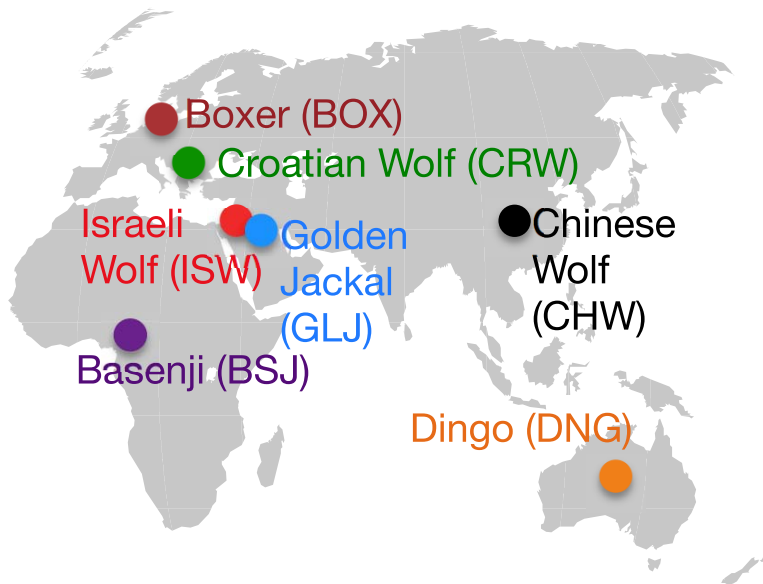 Boxer (BOX)
Croatian Wolf (CRW)
Israeli
Wolf (ISW)
Golden
Jackal
(GLJ)
Chinese
Wolf
(CHW)
Basenji (BSJ)
Dingo (DNG)